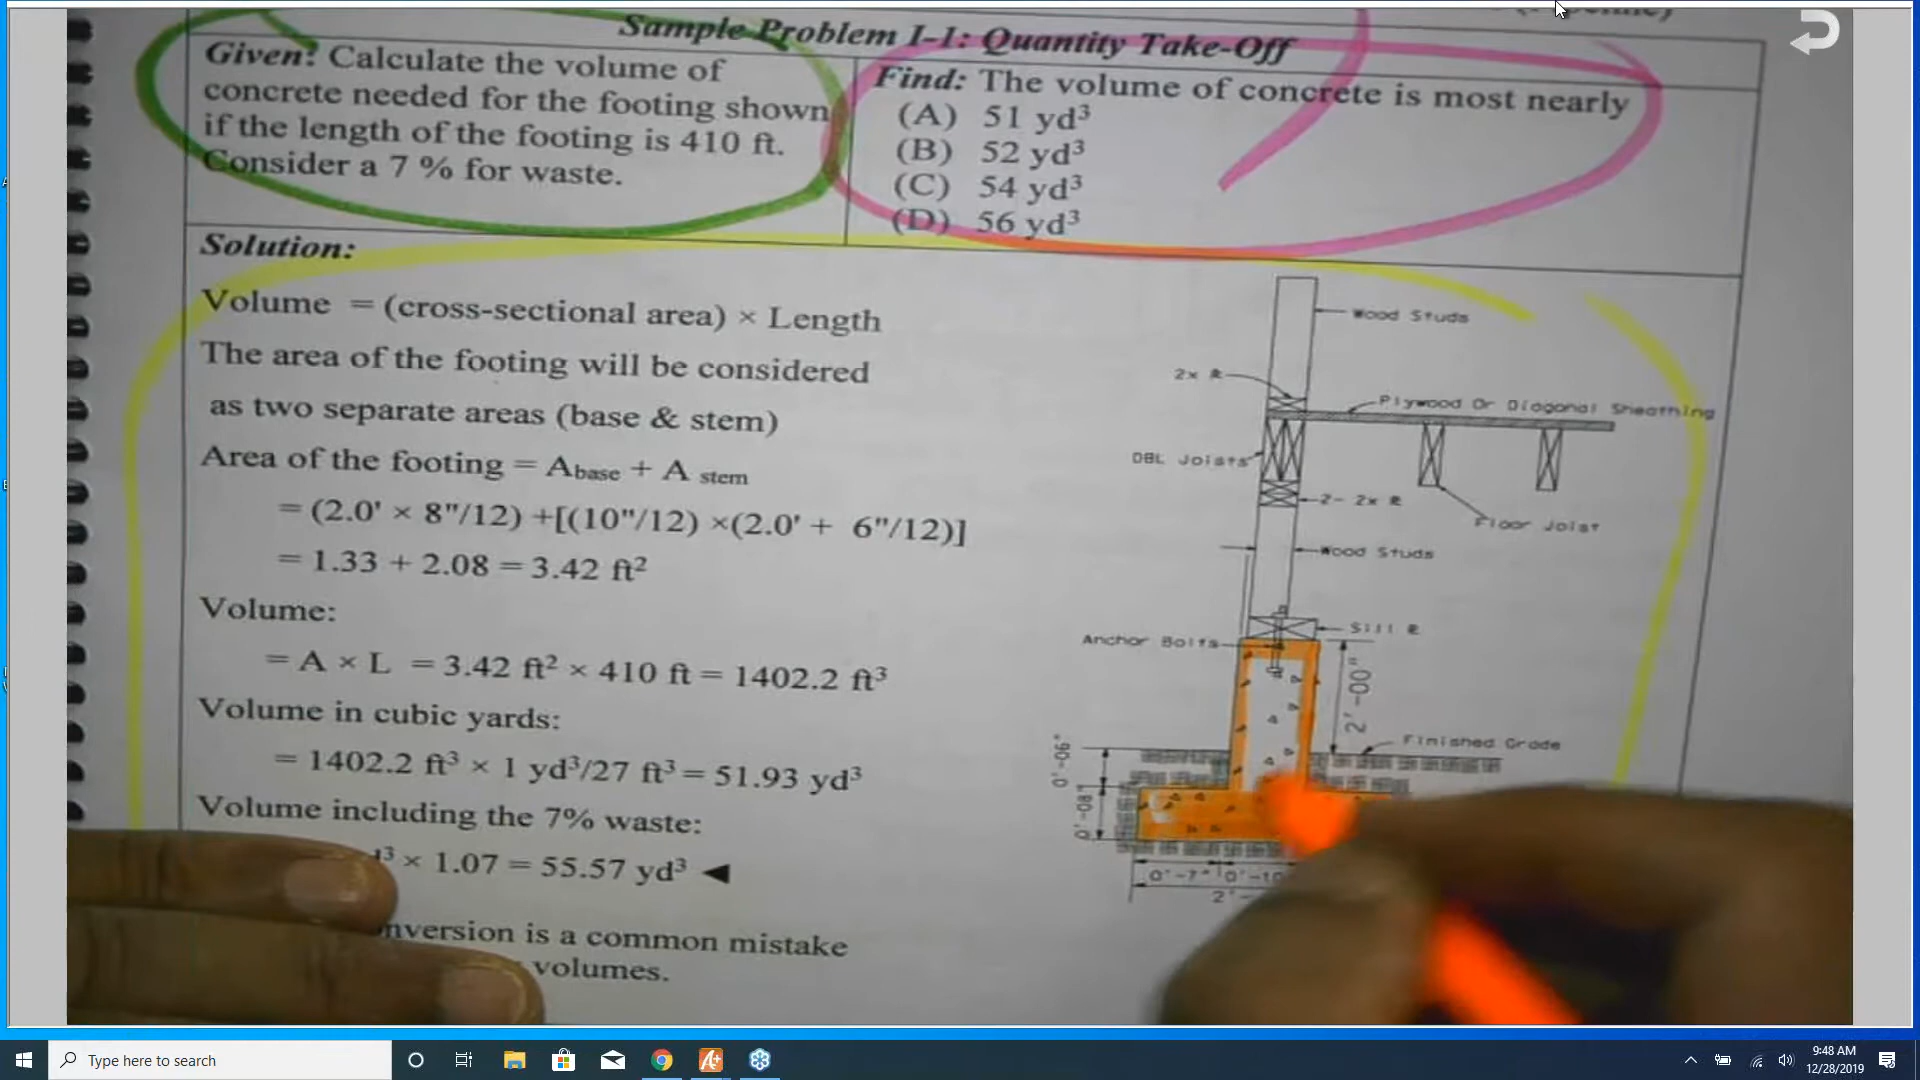 Sample Problem I-1: Quantity Take-Off
Given: Calculate the volume of
concrete needed for the footing shown
if the length of the footing is 410 ft.
Consider a 7 % for waste.
Find: The volume of concrete is most nearly
(A) 51 yd³
(B) 52 yd³
(C) 54 yd³
(D) 56 yd³
Solution:
Volume = (cross-sectional area) × Length
The area of the footing will be considered
as two separate areas (base & stem)
Area of the footing = Abase + A stem
= (2.0' × 8"/12) +[(10"/12) ×(2.0' + 6"/12)]
= 1.33 + 2.08 = 3.42 ft²
Volume:
= A × L = 3.42 ft² × 410 ft = 1402.2 ft³
Volume in cubic yards:
= 1402.2 ft³ × 1 yd³/27 ft³ = 51.93 yd³
Volume including the 7% waste:
× 1.07 = 55.57 yd³ ◄
is a common mistake
volumes.
Wood Studs
2x ℄
Plywood Or Diagonal Sheathing
DBL Joists
2- 2x ℄
Floor Joist
Wood Studs
Sill ℄
Anchor Bolts
2'-00"
Finished Grade
0'-06"
0'-08"
0'-7" 0'-10
Type here to search
9:48 AM
12/28/2019